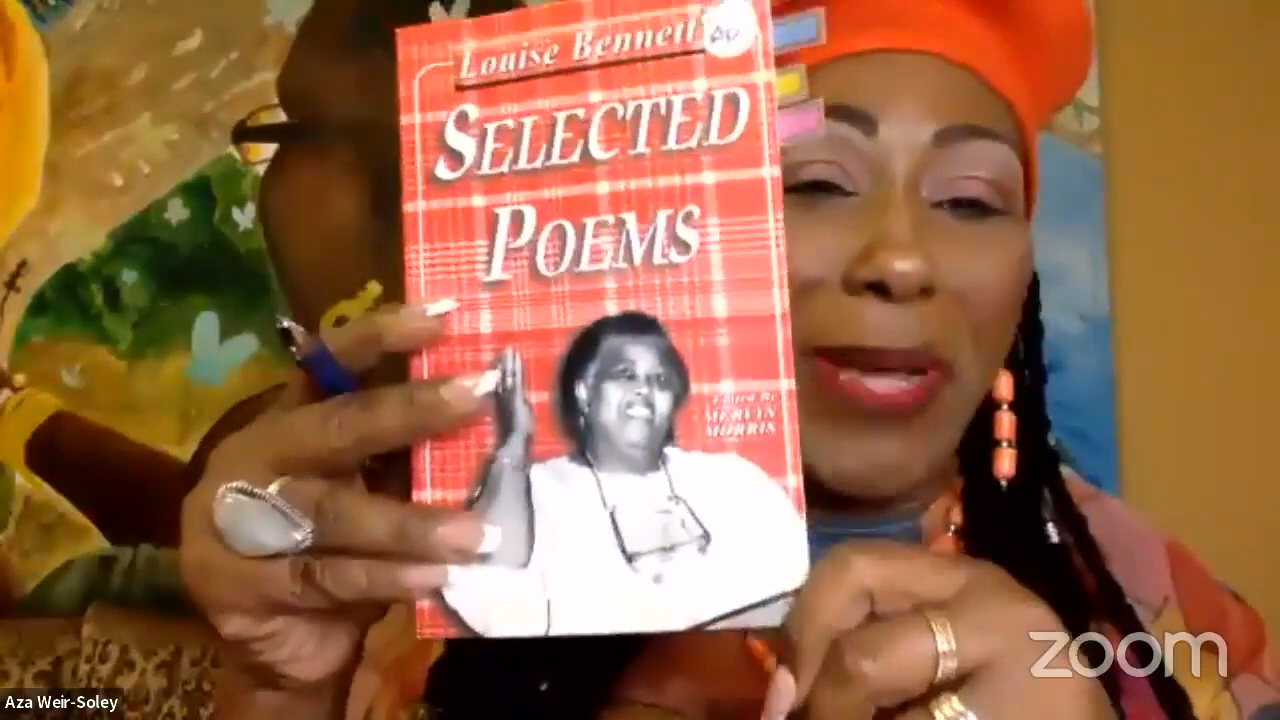 Louise Bennett
SELECTED
POEMS
Edited By
MERVYN
MORRIS
zoom
Aza Weir-Soley